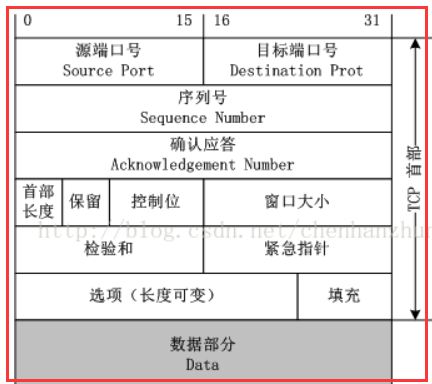 0 15 16 31
源端口号 目标端口号
Source Port Destination Prot
序列号
Sequence Number
确认应答
Acknowledgement Number
首部 保留 控制位 窗口大小
长度
http://blog.csdn.net/chenhanzhun
检验和 紧急指针
选项（长度可变） 填充
数据部分
Data
TCP 首部